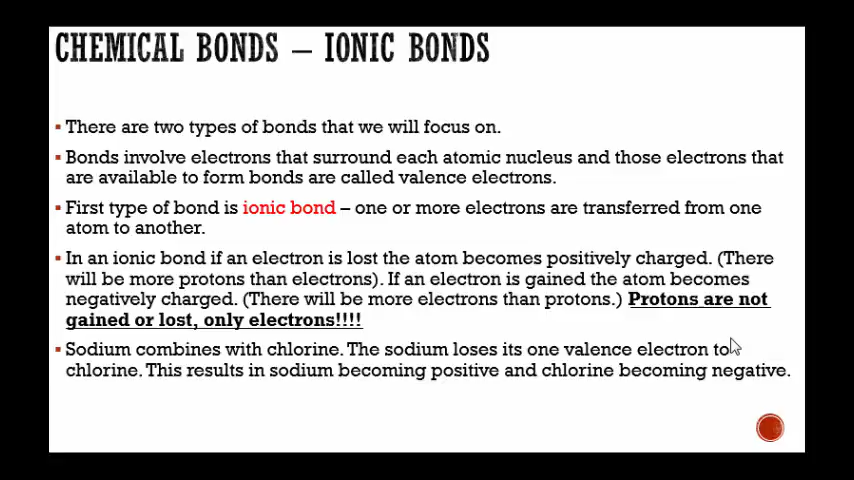 CHEMICAL BONDS – IONIC BONDS
▪ There are two types of bonds that we will focus on.
▪ Bonds involve electrons that surround each atomic nucleus and those electrons that
are available to form bonds are called valence electrons.
▪ First type of bond is ionic bond – one or more electrons are transferred from one
atom to another.
▪ In an ionic bond if an electron is lost the atom becomes positively charged. (There
will be more protons than electrons). If an electron is gained the atom becomes
negatively charged. (There will be more electrons than protons.) Protons are not
gained or lost, only electrons!!!!
▪ Sodium combines with chlorine. The sodium loses its one valence electron to
chlorine. This results in sodium becoming positive and chlorine becoming negative.